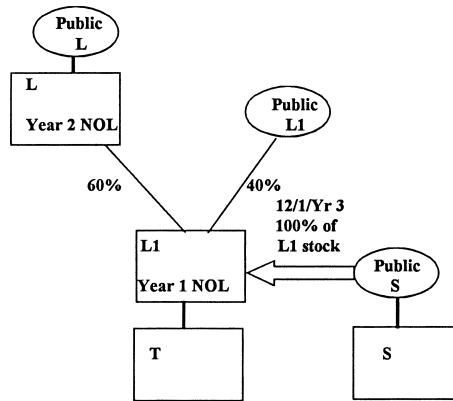 Public
L
L
Year 2 NOL
Public
L1
60%
40%
12/1/Yr 3
100% of
L1 stock
L1
Year 1 NOL
Public
S
T
S